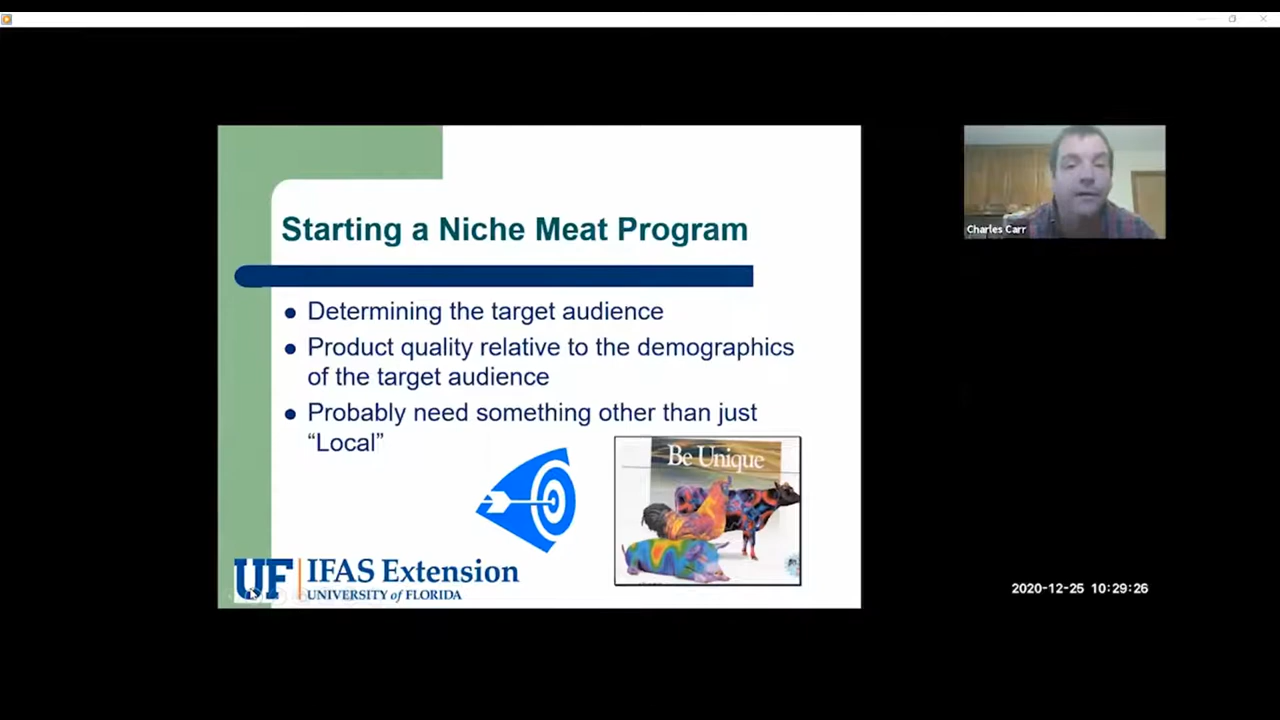 Starting a Niche Meat Program
Determining the target audience
Product quality relative to the demographics
of the target audience
Probably need something other than just
“Local”
Be Unique
UF IFAS Extension
UNIVERSITY of FLORIDA
Charles Carr
2020-12-25 10:29:26